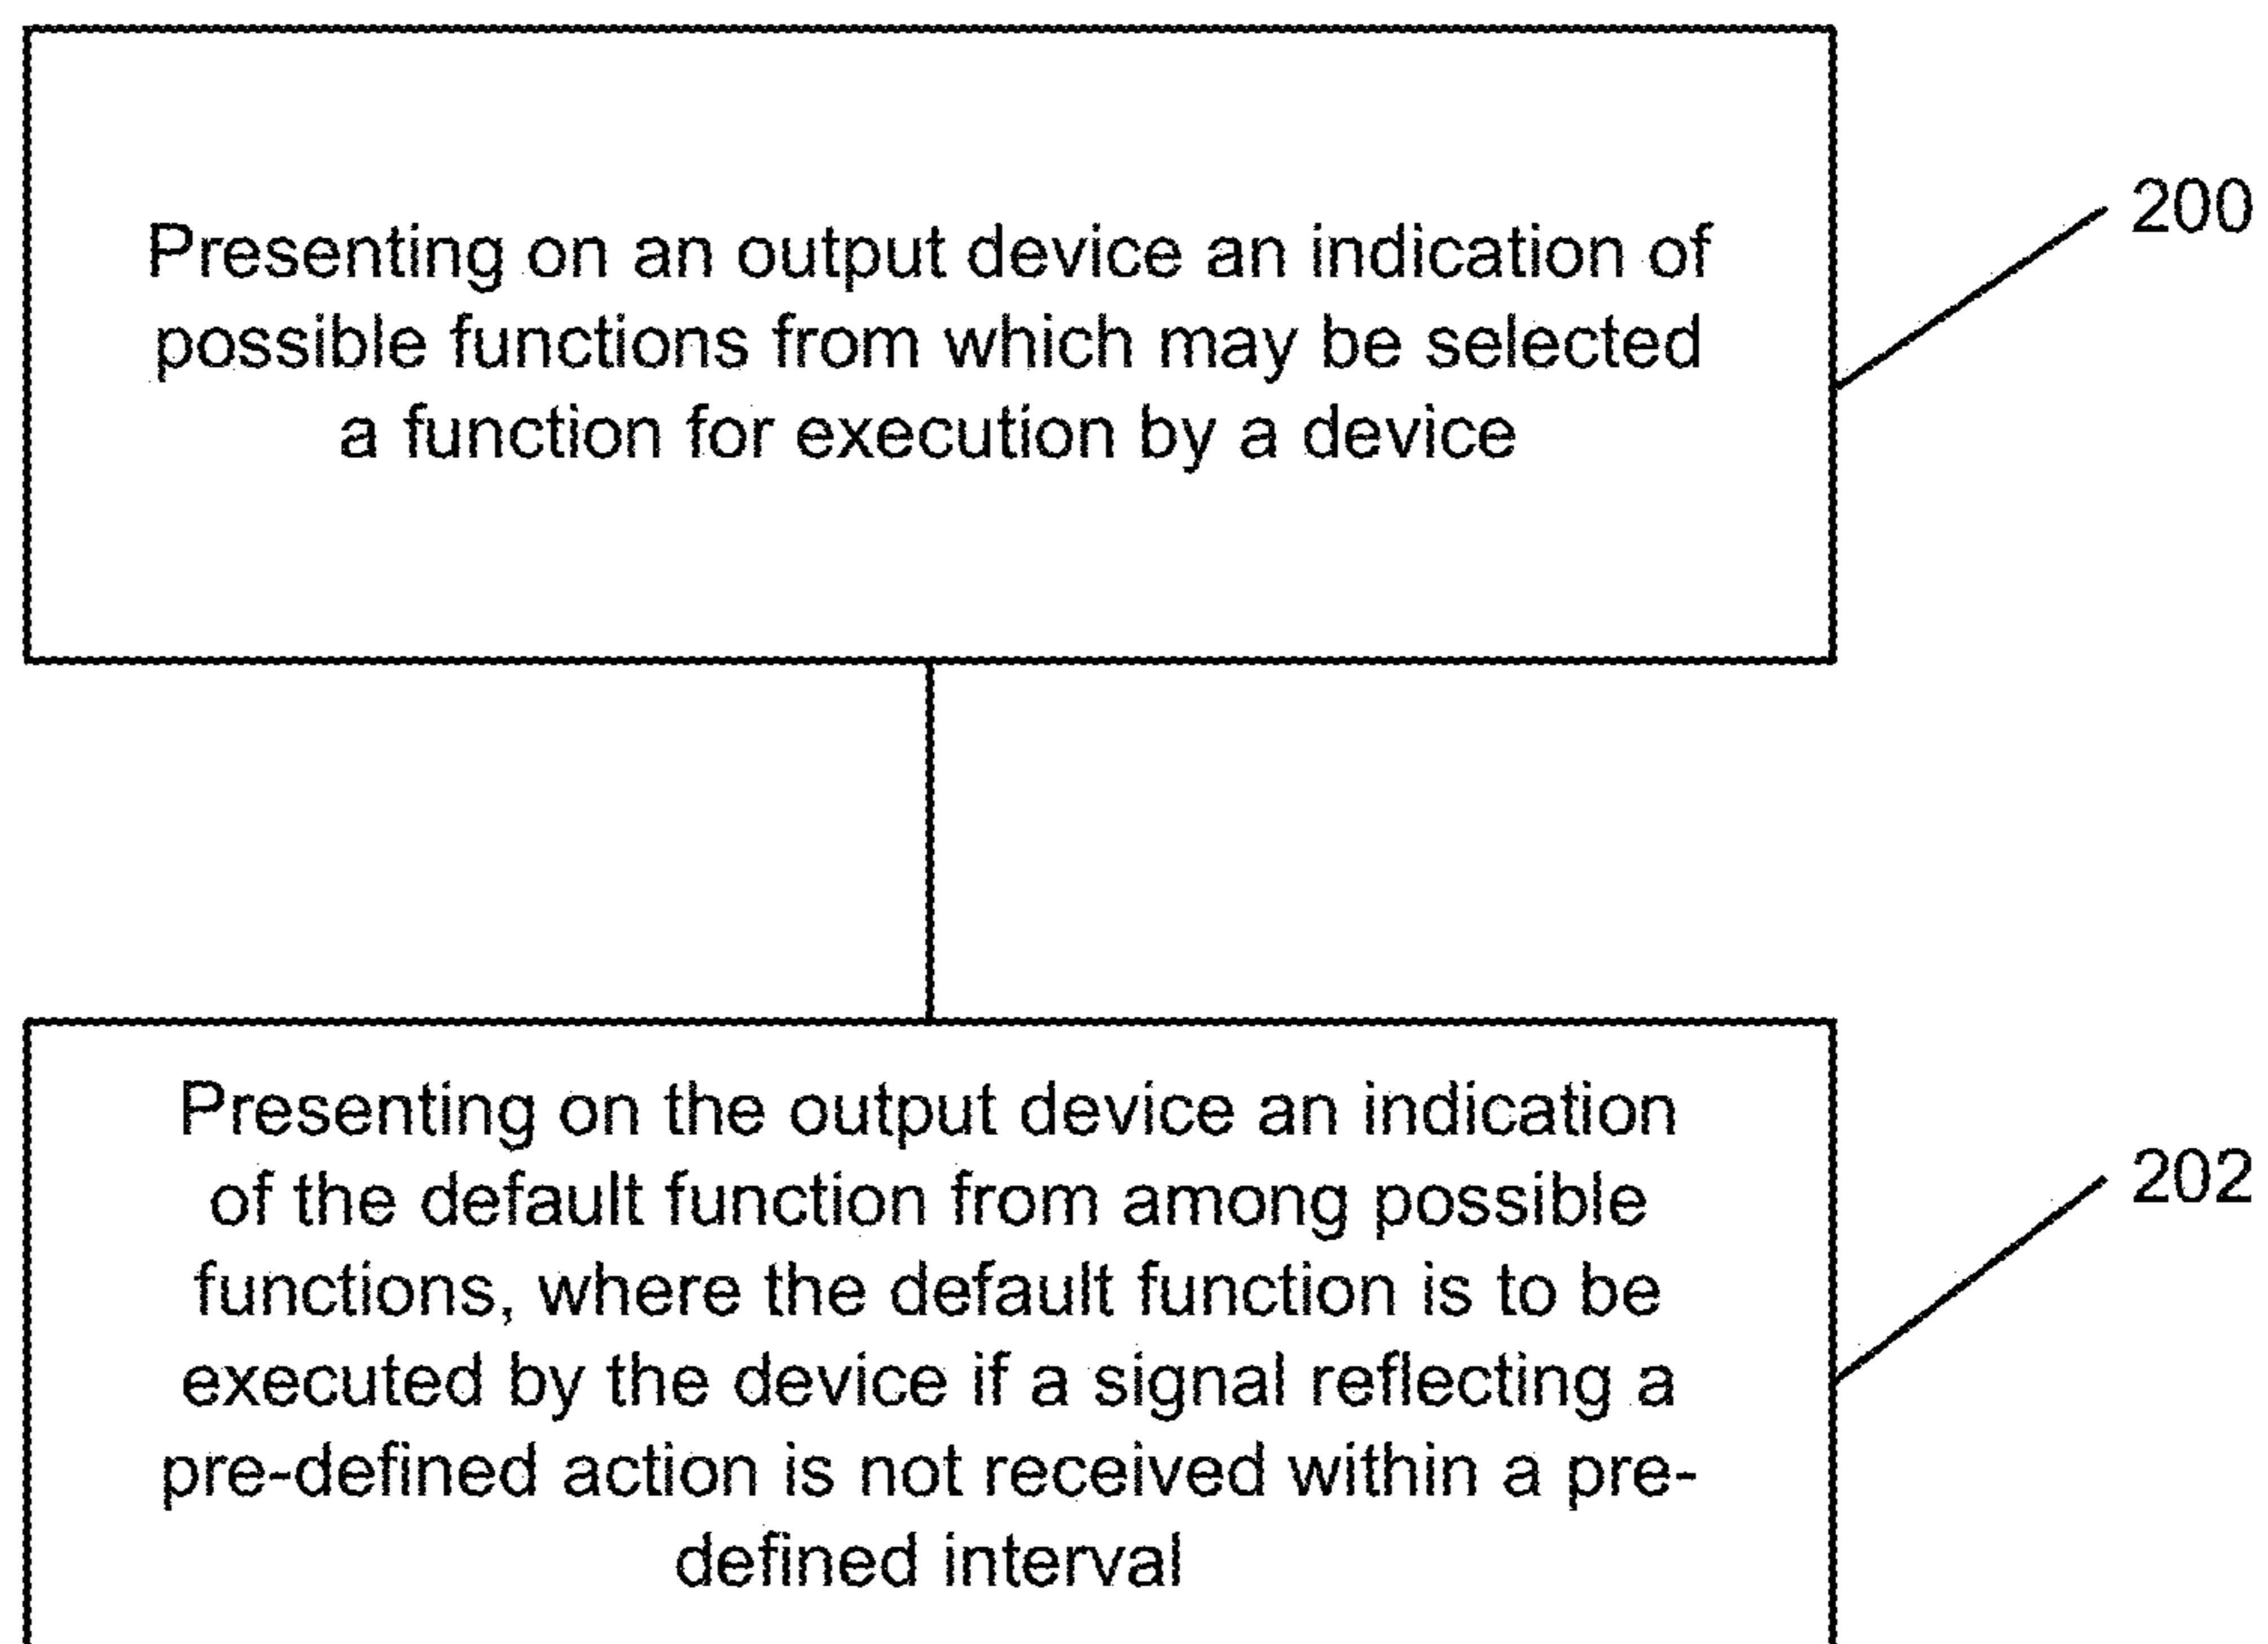 Presenting on an output device an indication of
possible functions from which may be selected
a function for execution by a device
200
Presenting on the output device an indication
of the default function from among possible
functions, where the default function is to be
executed by the device if a signal reflecting a
pre-defined action is not received within a pre-
defined interval
202